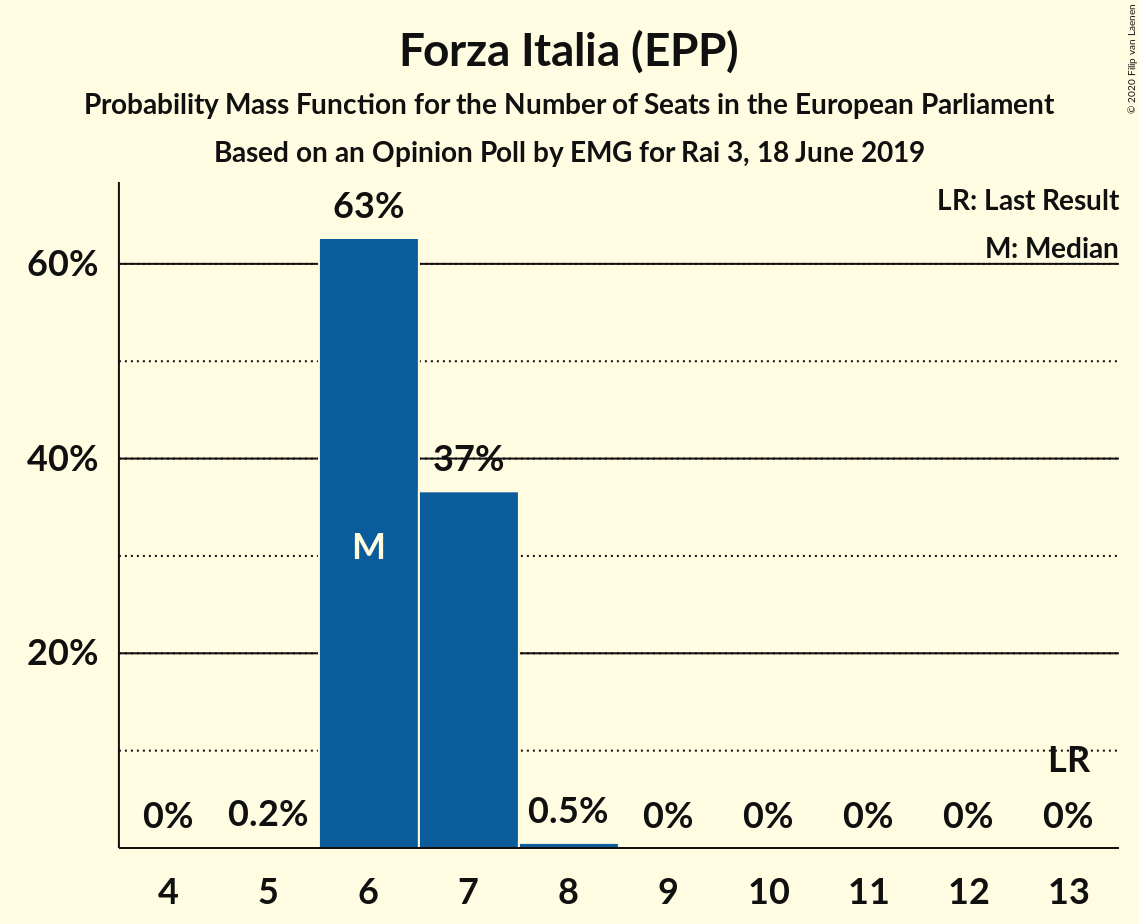 Forza Italia (EPP)
Probability Mass Function for the Number of Seats in the European Parliament
Based on an Opinion Poll by EMG for Rai 3, 18 June 2019
© 2020 Filip van Laenen
LR: Last Result
M: Median
63%
60%
40%
37%
M
20%
LR
0% 0.2% 0.5% 0% 0% 0% 0% 0%
4 5 6 7 8 9 10 11 12 13